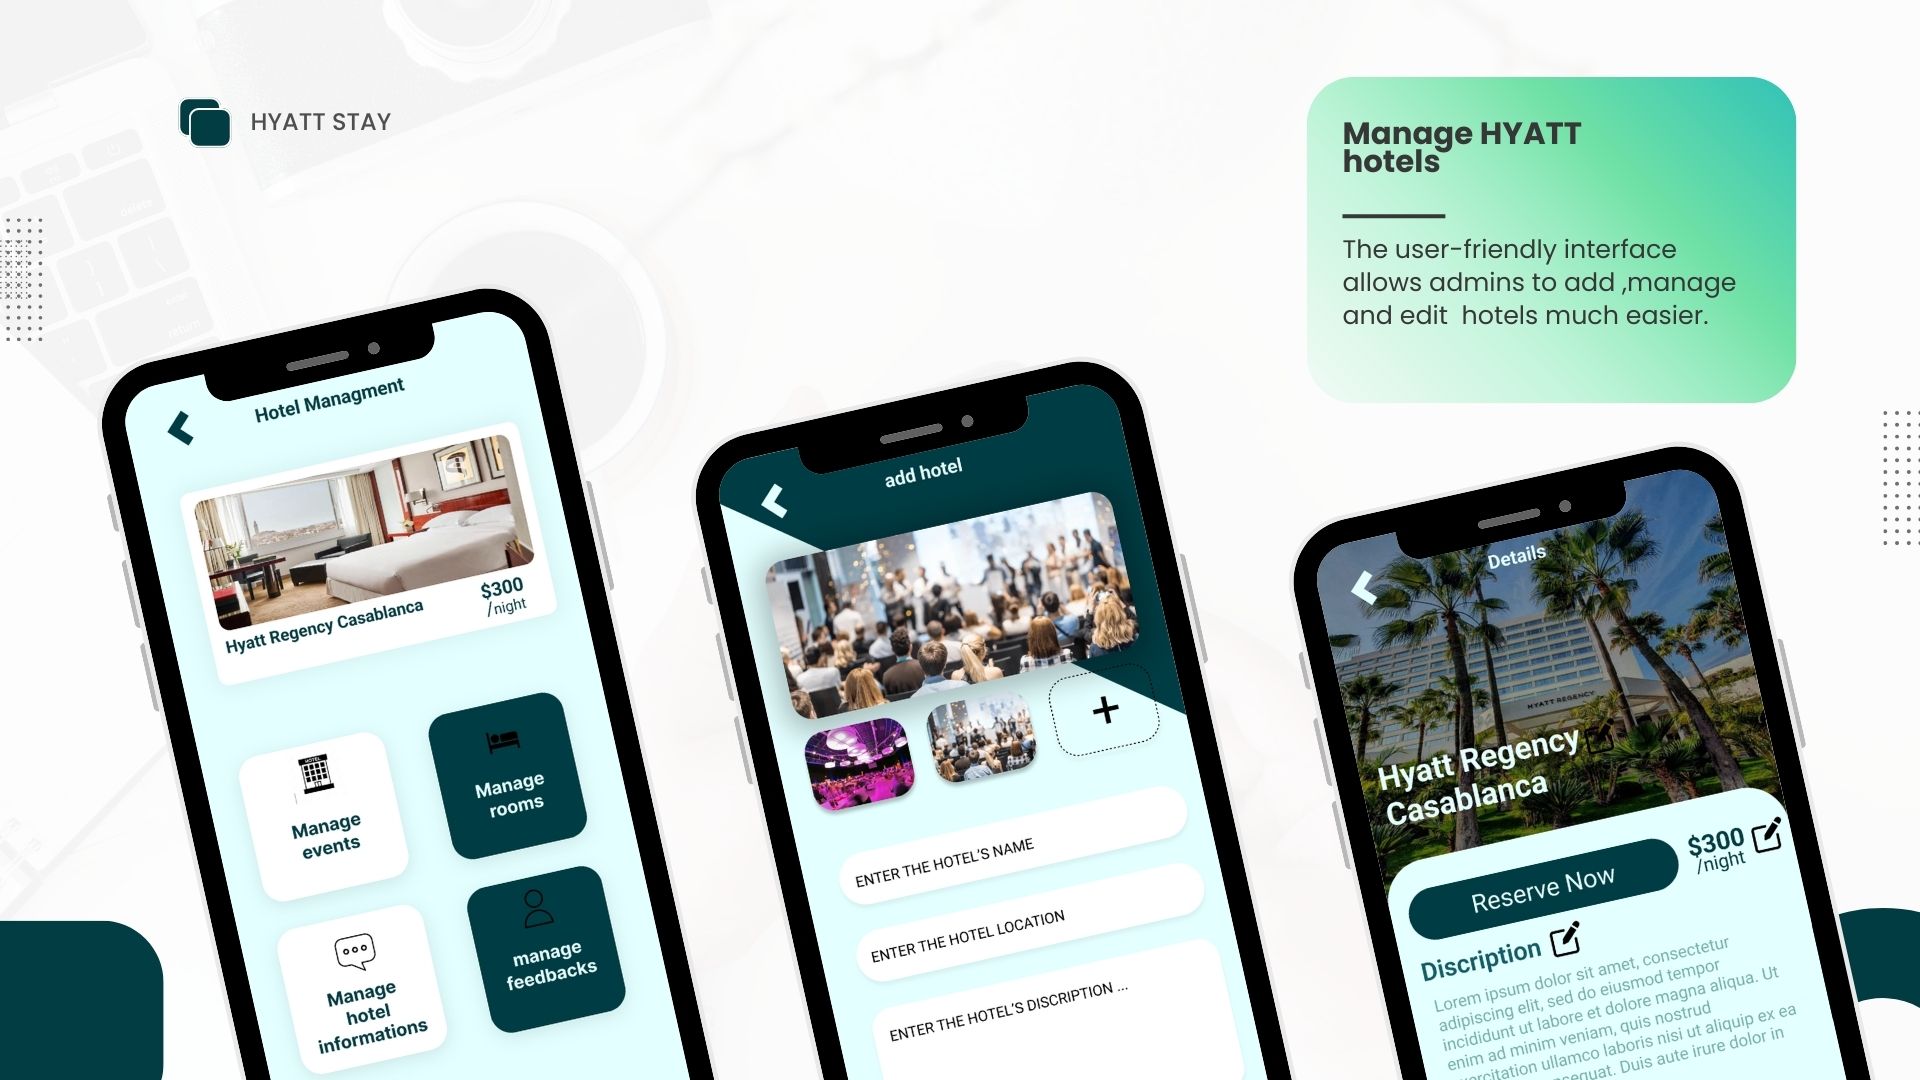 HYATT STAY
Manage HYATT
hotels
The user-friendly interface
allows admins to add ,manage
and edit  hotels much easier.
Hotel Managment
Hyatt Regency Casablanca
$300
/night
Manage
events
Manage
rooms
Manage
hotel
informations
manage
feedbacks
add hotel
ENTER THE HOTEL'S NAME
ENTER THE HOTEL LOCATION
ENTER THE HOTEL'S DISCRIPTION ...
Details
HYATT REGENCY
Hyatt Regency
Casablanca
Reserve Now
$300
/night
Discription
Lorem ipsum dolor sit amet, consectetur
adipiscing elit, sed do eiusmod tempor
incididunt ut labore et dolore magna aliqua. Ut
enim ad minim veniam, quis nostrud
exercitation ullamco laboris nisi ut aliquip ex ea
consequat. Duis aute irure dolor in